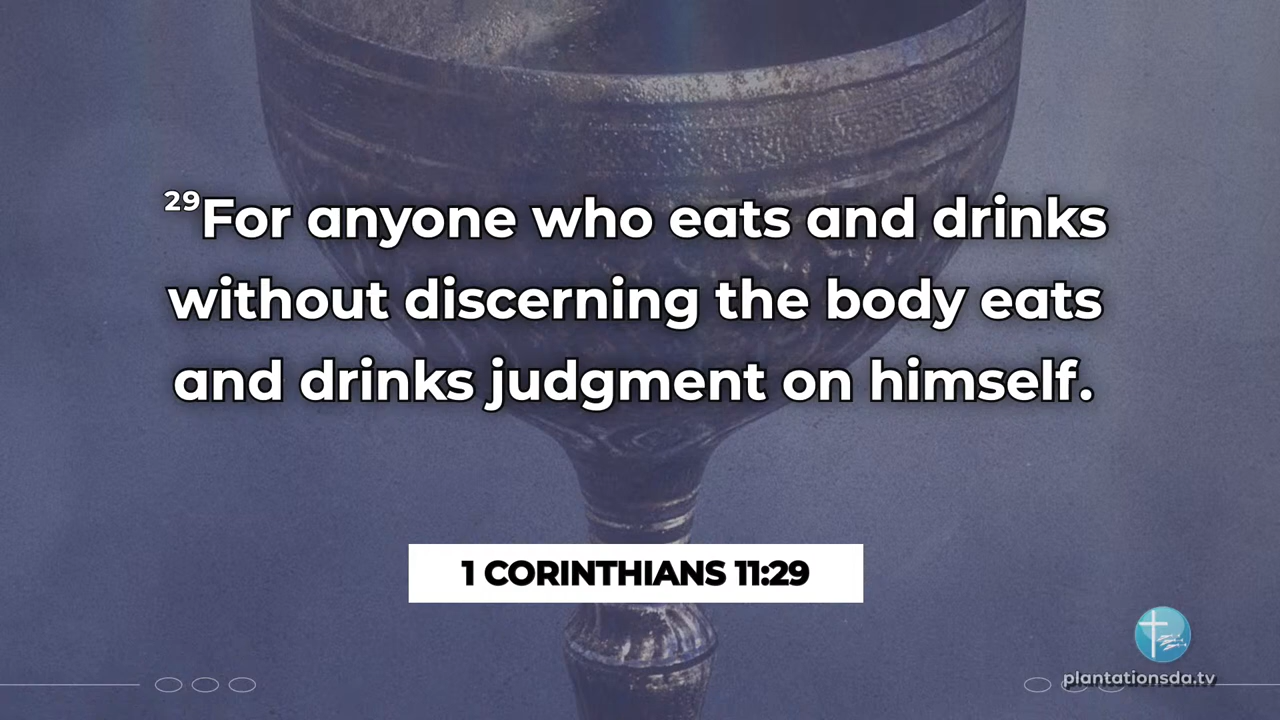 ²⁹For anyone who eats and drinks
without discerning the body eats
and drinks judgment on himself.
1 CORINTHIANS 11:29
plantationsda.tv